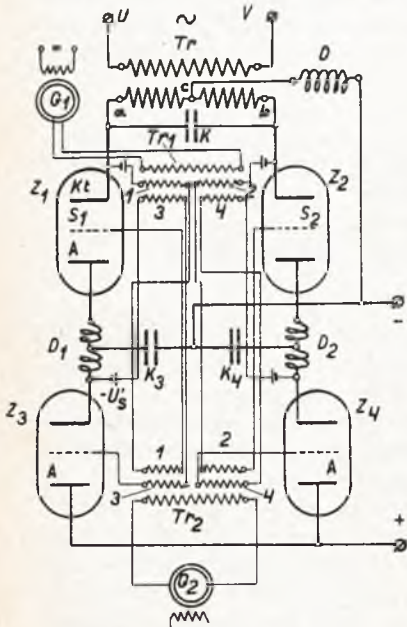 U ~ V
Tr
D
=
G1
a c b
K
Tr1
Z1 1 2 Z2
Kt 3 4
S1 S2
A
D1 K3 K4 D2
-
-U's
Z3 Z4
1 2
A A
3 4
Tr2
+
G2